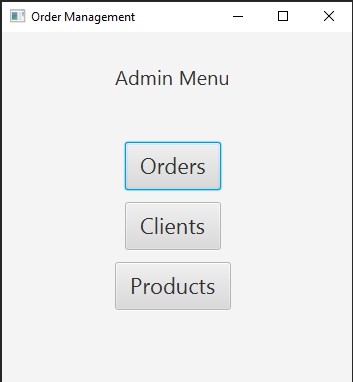 Order Management
Admin Menu
Orders
Clients
Products